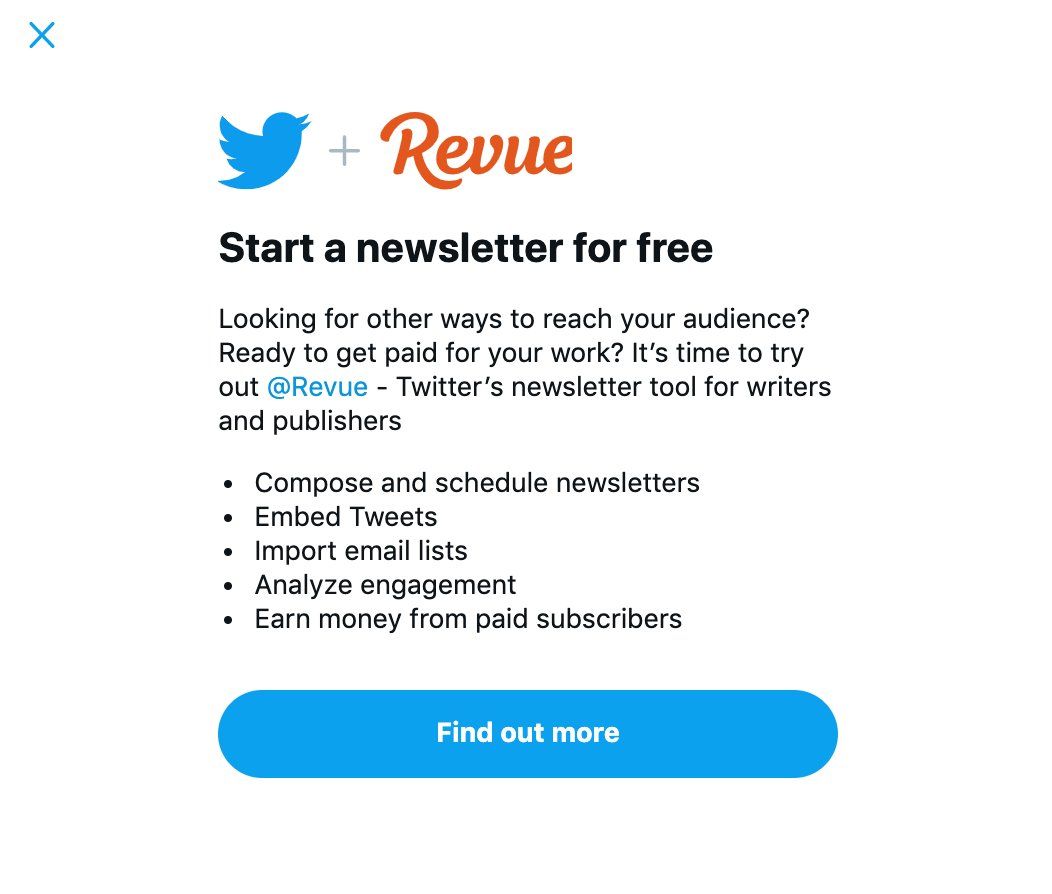 + Revue
Start a newsletter for free
Looking for other ways to reach your audience?
Ready to get paid for your work? It’s time to try
out @Revue - Twitter’s newsletter tool for writers
and publishers
• Compose and schedule newsletters
• Embed Tweets
• Import email lists
• Analyze engagement
• Earn money from paid subscribers
Find out more